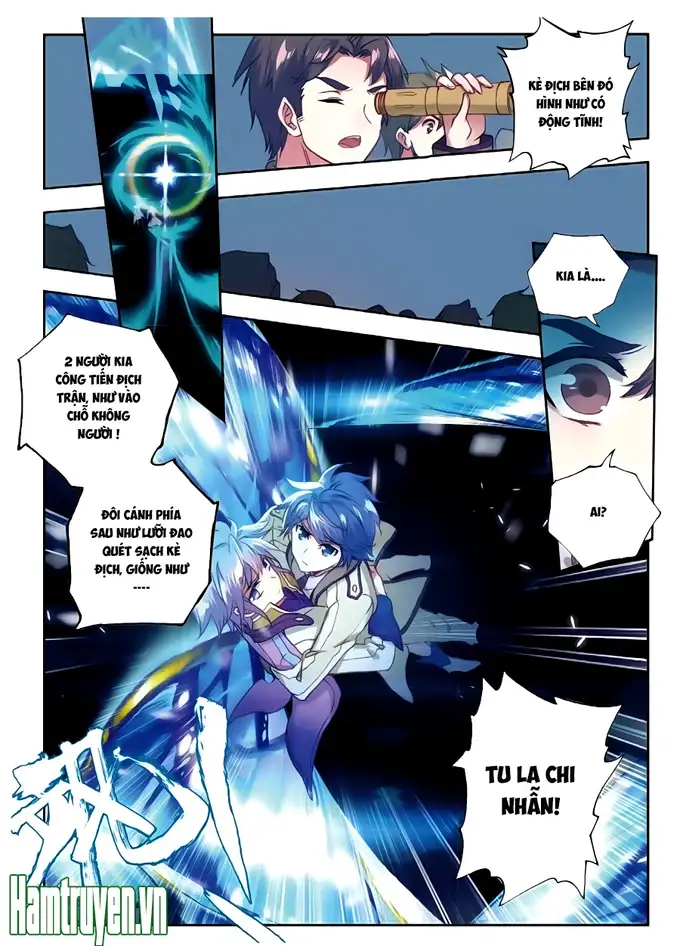 KẺ ĐỊCH BÊN ĐÓ
HÌNH NHƯ CÓ
ĐỘNG TĨNH!
KIA LÀ....
2 NGƯỜI KIA
CÔNG TIẾN ĐỊCH
TRẬN, NHƯ VÀO
CHỖ KHÔNG
NGƯỜI !
AI?
ĐÔI CÁNH PHÍA
SAU NHƯ LƯỠI ĐAO
QUÉT SẠCH KẺ
ĐỊCH, GIỐNG NHƯ
----
TU LA CHI
NHẪN!
Hamtruyen.vn